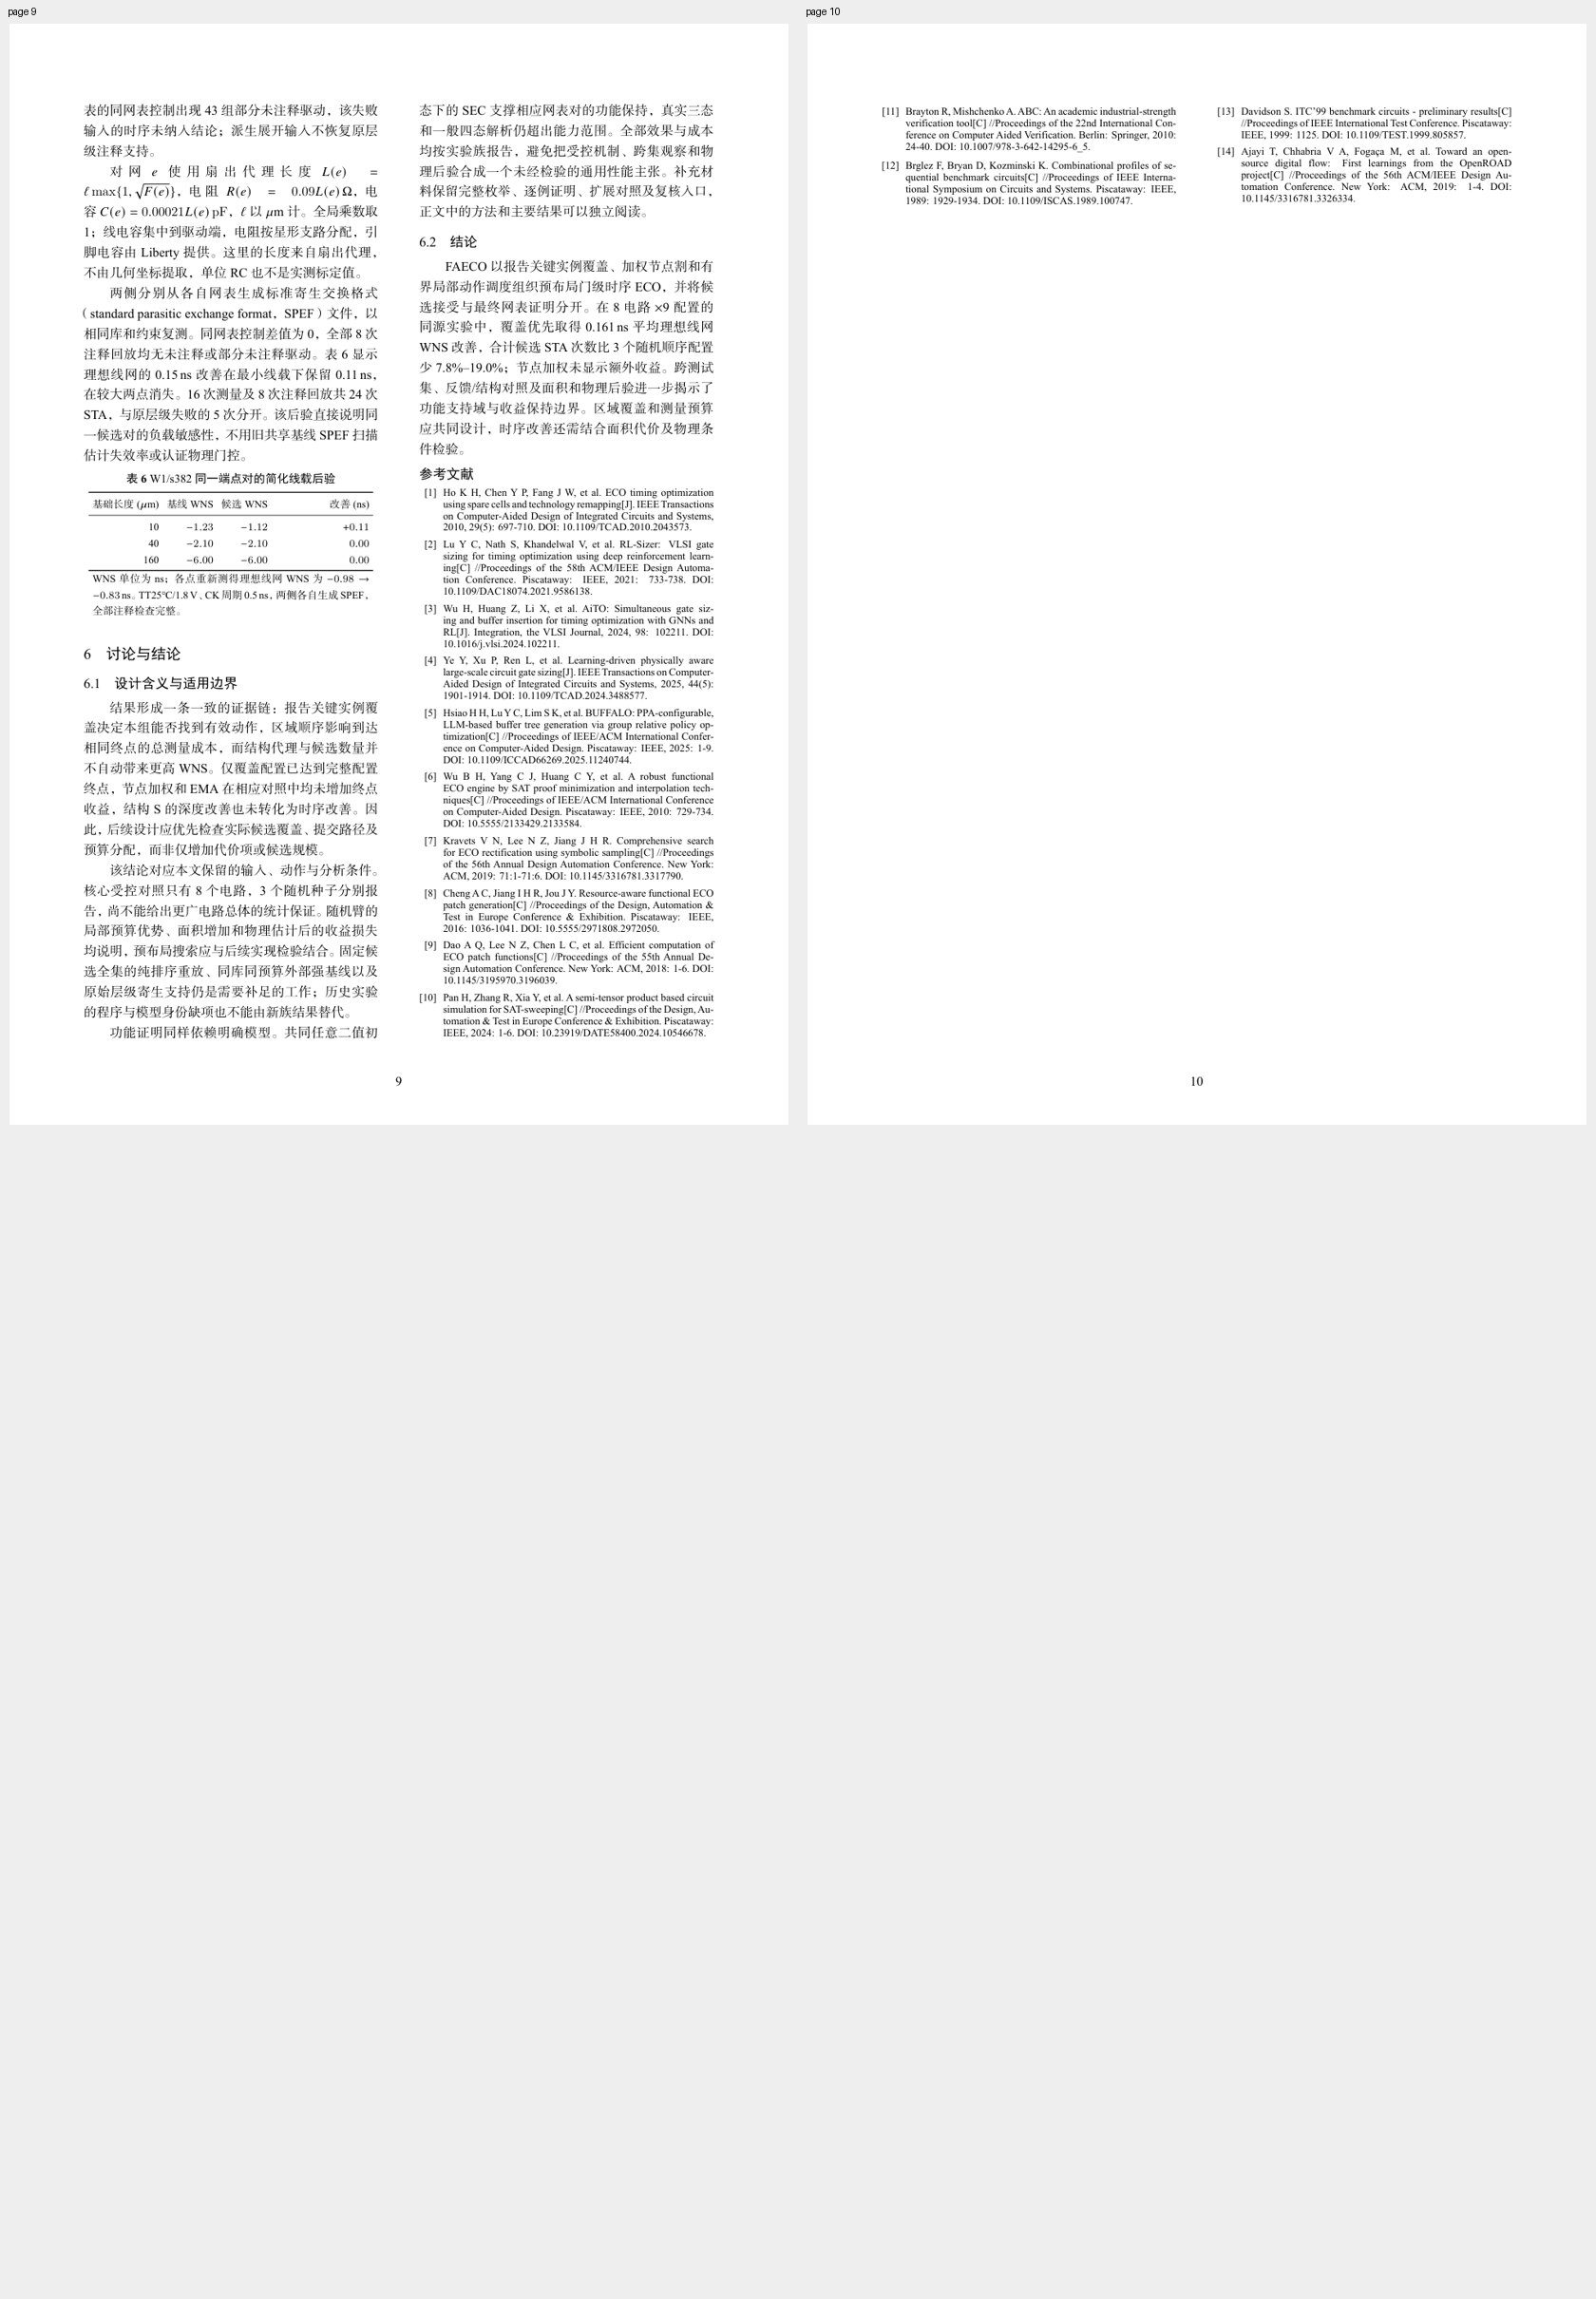 page 9
表的同网表控制出现 43 组部分未注释驱动，该失败
输入的时序未纳入结论；派生展开输入不恢复原层
级注释支持。
对网 e 使用扇出代理长度 L(e) =
ℓ max{1, √F(e)}，电阻 R(e) = 0.09L(e) Ω，电
容 C(e) = 0.00021L(e) pF，ℓ 以 μm 计。全局乘数取
1；线电容集中到驱动端，电阻按星形支路分配，引
脚电容由 Liberty 提供。这里的长度来自扇出代理，
不由几何坐标提取，单位 RC 也不是实测标定值。
两侧分别从各自网表生成标准寄生交换格式
（standard parasitic exchange format，SPEF）文件，以
相同库和约束复测。同网表控制差值为 0，全部 8 次
注释回放均无未注释或部分未注释驱动。表 6 显示
理想线网的 0.15 ns 改善在最小线载下保留 0.11 ns，
在较大两点消失。16 次测量及 8 次注释回放共 24 次
STA，与原层级失败的 5 次分开。该后验直接说明同
一候选对的负载敏感性，不用旧共享基线 SPEF 扫描
估计失效率或认证物理门控。
表 6 W1/s382 同一端点对的简化线载后验
基础长度 (μm) 基线 WNS 候选 WNS 改善 (ns)
10 −1.23 −1.12 +0.11
40 −2.10 −2.10 0.00
160 −6.00 −6.00 0.00
WNS 单位为 ns；各点重新测得理想线网 WNS 为 −0.98 →
−0.83 ns。TT25°C/1.8 V、CK 周期 0.5 ns，两侧各自生成 SPEF，
全部注释检查完整。
6 讨论与结论
6.1 设计含义与适用边界
结果形成一条一致的证据链：报告关键实例覆
盖决定本组能否找到有效动作，区域顺序影响到达
相同终点的总测量成本，而结构代理与候选数量并
不自动带来更高 WNS。仅覆盖配置已达到完整配置
终点，节点加权和 EMA 在相应对照中均未增加终点
收益，结构 S 的深度改善也未转化为时序改善。因
此，后续设计应优先检查实际候选覆盖、提交路径及
预算分配，而非仅增加代价项或候选规模。
该结论对应本文保留的输入、动作与分析条件。
核心受控对照只有 8 个电路，3 个随机种子分别报
告，尚不能给出更广电路总体的统计保证。随机臂的
局部预算优势、面积增加和物理估计后的收益损失
均说明，预布局搜索应与后续实现检验结合。固定候
选全集的纯排序重放、同库同预算外部强基线以及
原始层级寄生支持仍是需要补足的工作；历史实验
的程序与模型身份缺项也不能由新族结果替代。
功能证明同样依赖明确模型。共同任意二值初
态下的 SEC 支撑相应网表对的功能保持，真实三态
和一般四态解析仍超出能力范围。全部效果与成本
均按实验族报告，避免把受控机制、跨集观察和物
理后验合成一个未经检验的通用性能主张。补充材
料保留完整枚举、逐例证明、扩展对照及复核入口，
正文中的方法和主要结果可以独立阅读。
6.2 结论
FAECO 以报告关键实例覆盖、加权节点割和有
界局部动作调度组织预布局门级时序 ECO，并将候
选接受与最终网表证明分开。在 8 电路 ×9 配置的
同源实验中，覆盖优先取得 0.161 ns 平均理想线网
WNS 改善，合计候选 STA 次数比 3 个随机顺序配置
少 7.8%–19.0%；节点加权未显示额外收益。跨测试
集、反馈/结构对照及面积和物理后验进一步揭示了
功能支持域与收益保持边界。区域覆盖和测量预算
应共同设计，时序改善还需结合面积代价及物理条
件检验。
参考文献
[1] Ho K H, Chen Y P, Fang J W, et al. ECO timing optimization
using spare cells and technology remapping[J]. IEEE Transactions
on Computer-Aided Design of Integrated Circuits and Systems,
2010, 29(5): 697-710. DOI: 10.1109/TCAD.2010.2043573.
[2] Lu Y C, Nath S, Khandelwal V, et al. RL-Sizer: VLSI gate
sizing for timing optimization using deep reinforcement learn-
ing[C] //Proceedings of the 58th ACM/IEEE Design Automa-
tion Conference. Piscataway: IEEE, 2021: 733-738. DOI:
10.1109/DAC18074.2021.9586138.
[3] Wu H, Huang Z, Li X, et al. AiTO: Simultaneous gate siz-
ing and buffer insertion for timing optimization with GNNs and
RL[J]. Integration, the VLSI Journal, 2024, 98: 102211. DOI:
10.1016/j.vlsi.2024.102211.
[4] Ye Y, Xu P, Ren L, et al. Learning-driven physically aware
large-scale circuit gate sizing[J]. IEEE Transactions on Computer-
Aided Design of Integrated Circuits and Systems, 2025, 44(5):
1901-1914. DOI: 10.1109/TCAD.2024.3488577.
[5] Hsiao H H, Lu Y C, Lim S K, et al. BUFFALO: PPA-configurable,
LLM-based buffer tree generation via group relative policy op-
timization[C] //Proceedings of IEEE/ACM International Confer-
ence on Computer-Aided Design. Piscataway: IEEE, 2025: 1-9.
DOI: 10.1109/ICCAD66269.2025.11240744.
[6] Wu B H, Yang C J, Huang C Y, et al. A robust functional
ECO engine by SAT proof minimization and interpolation tech-
niques[C] //Proceedings of IEEE/ACM International Conference
on Computer-Aided Design. Piscataway: IEEE, 2010: 729-734.
DOI: 10.5555/2133429.2133584.
[7] Kravets V N, Lee N Z, Jiang J H R. Comprehensive search
for ECO rectification using symbolic sampling[C] //Proceedings
of the 56th Annual Design Automation Conference. New York:
ACM, 2019: 71:1-71:6. DOI: 10.1145/3316781.3317790.
[8] Cheng A C, Jiang I H R, Jou J Y. Resource-aware functional ECO
patch generation[C] //Proceedings of the Design, Automation &
Test in Europe Conference & Exhibition. Piscataway: IEEE,
2016: 1036-1041. DOI: 10.5555/2971808.2972050.
[9] Dao A Q, Lee N Z, Chen L C, et al. Efficient computation of
ECO patch functions[C] //Proceedings of the 55th Annual De-
sign Automation Conference. New York: ACM, 2018: 1-6. DOI:
10.1145/3195970.3196039.
[10] Pan H, Zhang R, Xia Y, et al. A semi-tensor product based circuit
simulation for SAT-sweeping[C] //Proceedings of the Design, Au-
tomation & Test in Europe Conference & Exhibition. Piscataway:
IEEE, 2024: 1-6. DOI: 10.23919/DATE58400.2024.10546678.
9
page 10
[11] Brayton R, Mishchenko A. ABC: An academic industrial-strength
verification tool[C] //Proceedings of the 22nd International Con-
ference on Computer Aided Verification. Berlin: Springer, 2010:
24-40. DOI: 10.1007/978-3-642-14295-6_5.
[12] Brglez F, Bryan D, Kozminski K. Combinational profiles of se-
quential benchmark circuits[C] //Proceedings of IEEE Interna-
tional Symposium on Circuits and Systems. Piscataway: IEEE,
1989: 1929-1934. DOI: 10.1109/ISCAS.1989.100747.
[13] Davidson S. ITC’99 benchmark circuits - preliminary results[C]
//Proceedings of IEEE International Test Conference. Piscataway:
IEEE, 1999: 1125. DOI: 10.1109/TEST.1999.805857.
[14] Ajayi T, Chhabria V A, Fogaça M, et al. Toward an open-
source digital flow: First learnings from the OpenROAD
project[C] //Proceedings of the 56th ACM/IEEE Design Au-
tomation Conference. New York: ACM, 2019: 1-4. DOI:
10.1145/3316781.3326334.
10